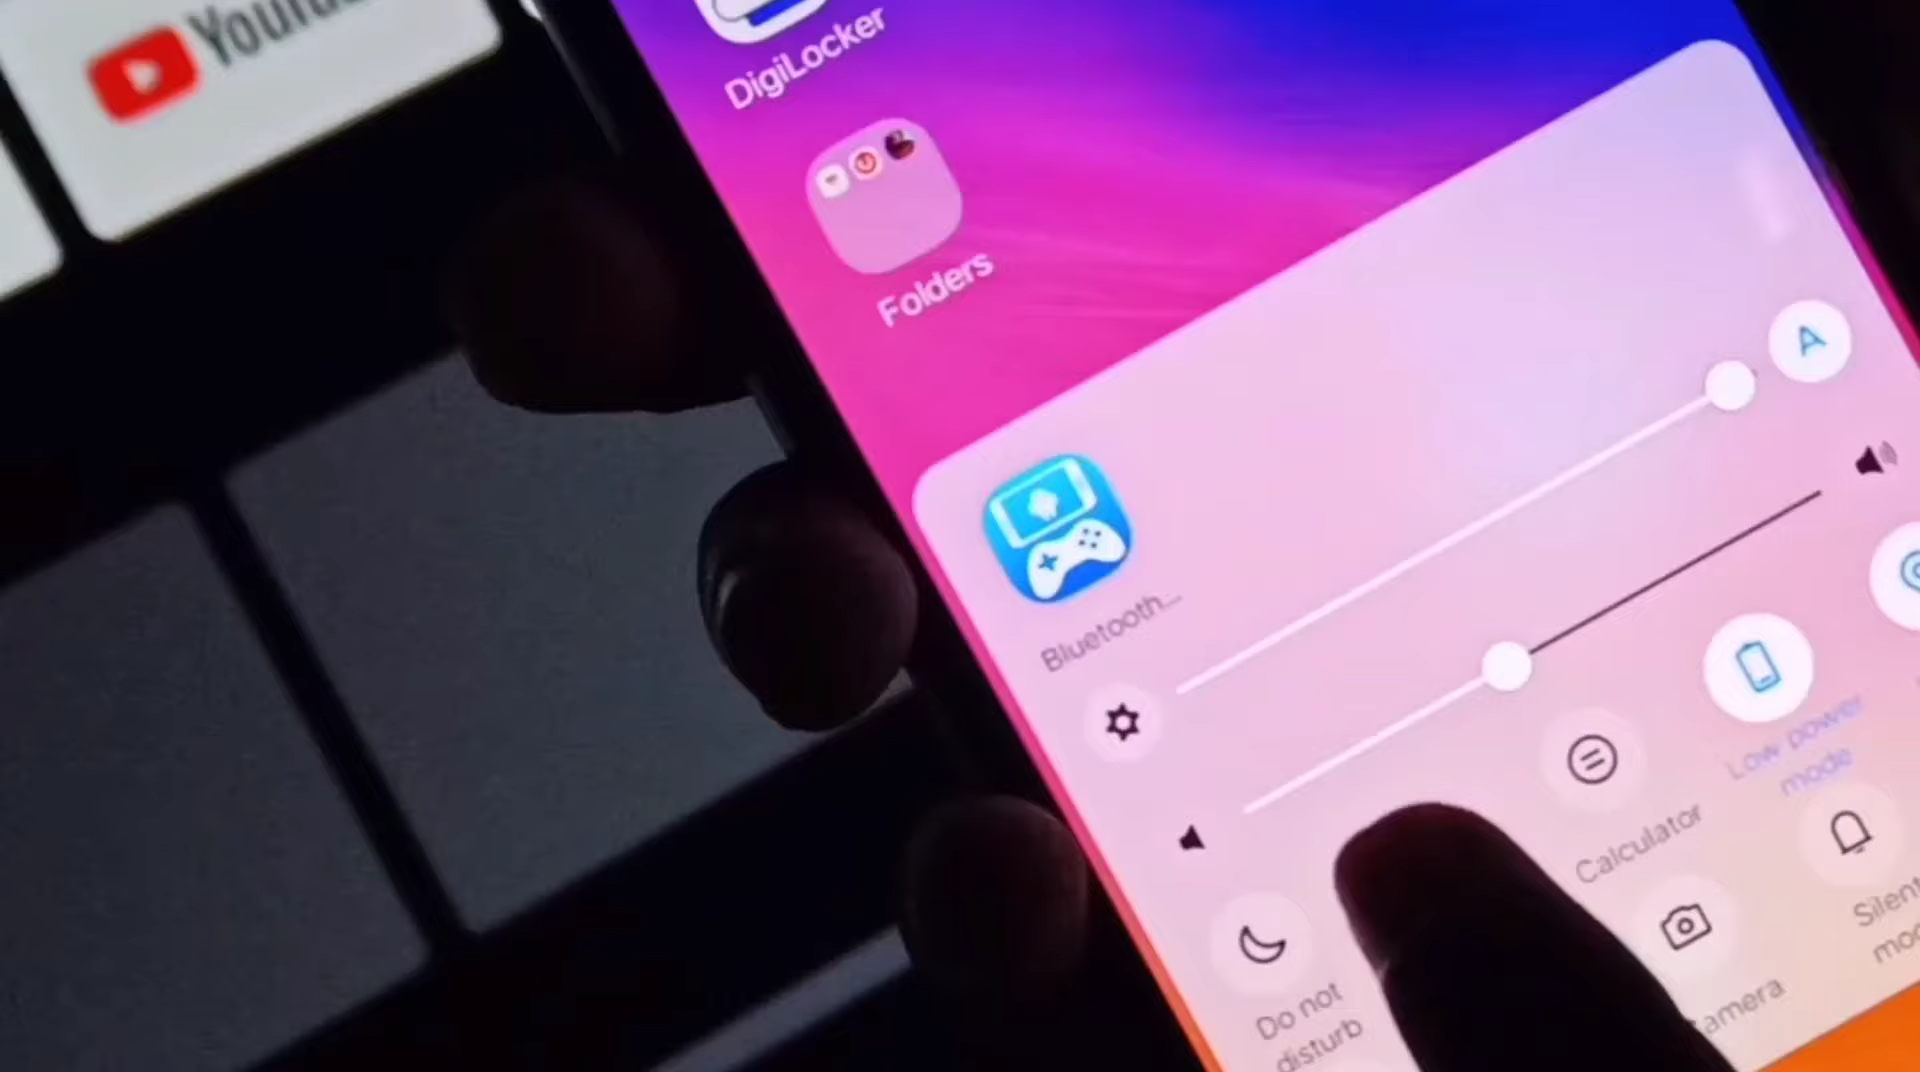 DigiLocker
Folders
Bluetooth...
Low power
mode
Calculator
Do not
disturb